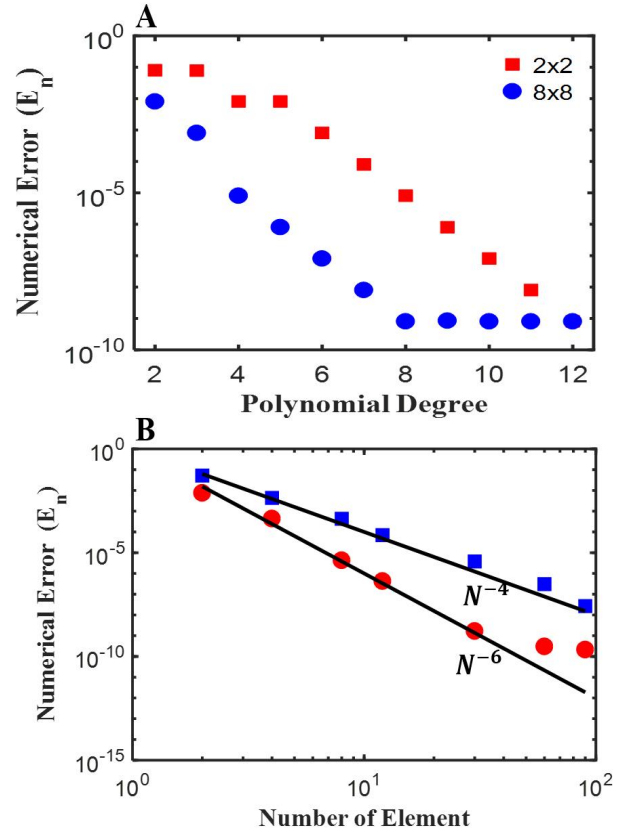 A
Numerical Error (E_n)
10^0
10^-5
10^-10
2x2
8x8
2 4 6 8 10 12
Polynomial Degree
B
Numerical Error (E_n)
10^0
10^-5
10^-10
10^-15
N^-4
N^-6
10^0 10^1 10^2
Number of Element